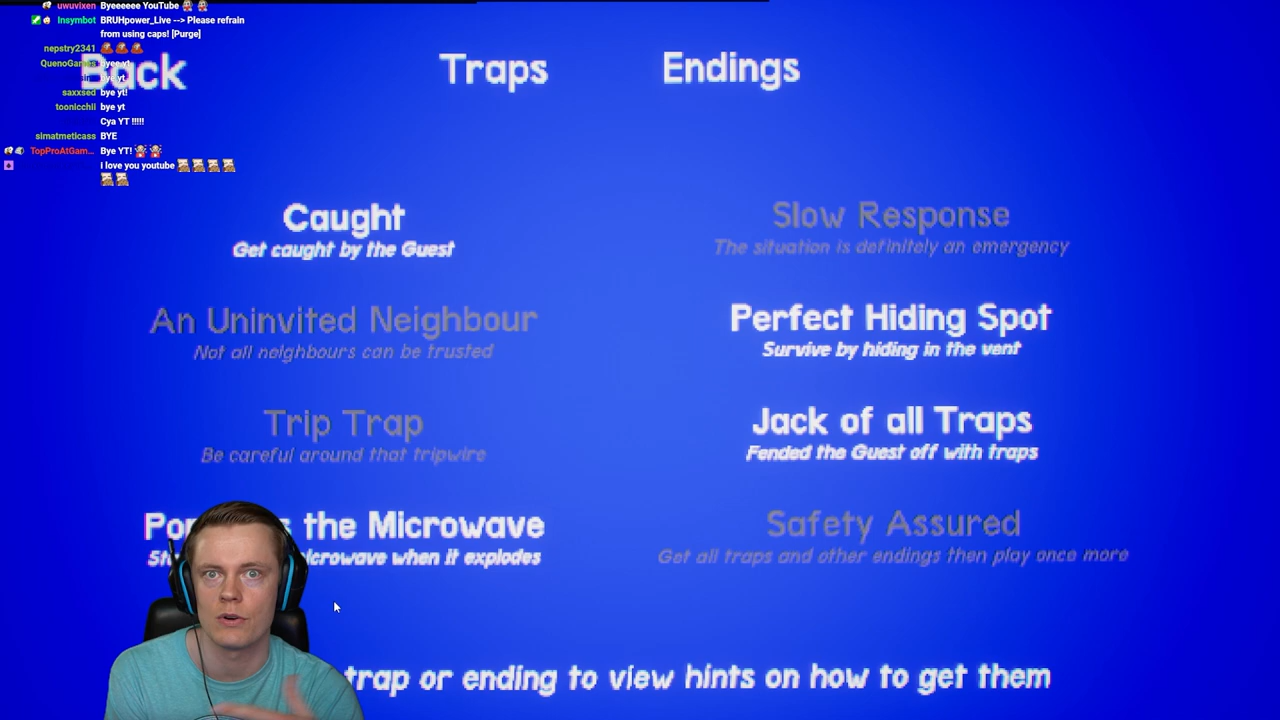 uwuvixen Byeeeeee YouTube
Insymbot BRUHpower_Live --> Please refrain
from using caps! [Purge]
nepstry2341
QuenoGames byee yt
bye yt
saxxsed bye yt!
toonicchii bye yt
Cya YT !!!!!
simatmeticass BYE
TopProAtGam... Bye YT!
i love you youtube
Back
Traps
Endings
Caught
Get caught by the Guest
An Uninvited Neighbour
Not all neighbours can be trusted
Trip Trap
Be careful around that tripwire
the Microwave
when it explodes
Slow Response
The situation is definitely an emergency
Perfect Hiding Spot
Survive by hiding in the vent
Jack of all Traps
Fended the Guest off with traps
Safety Assured
Get all traps and other endings then play once more
trap or ending to view hints on how to get them